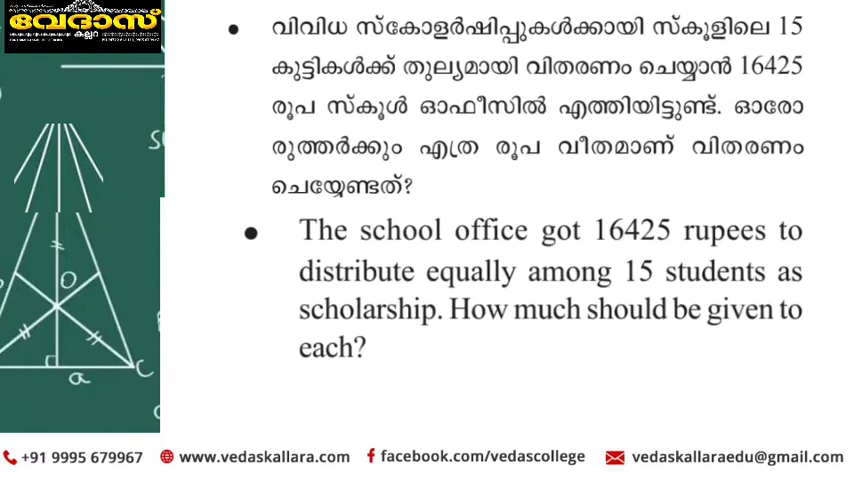 വേദാസ്
കല്ലറ
• വിവിധ സ്കോളർഷിപ്പുകൾക്കായി സ്കൂളിലെ 15
കുട്ടികൾക്ക് തുല്യമായി വിതരണം ചെയ്യാൻ 16425
രൂപ സ്കൂൾ ഓഫീസിൽ എത്തിയിട്ടുണ്ട്. ഓരോ
രുത്തർക്കും എത്ര രൂപ വീതമാണ് വിതരണം
ചെയ്യേണ്ടത്?
• The school office got 16425 rupees to
distribute equally among 15 students as
scholarship. How much should be given to
each?
O
a
C
+91 9995 679967 www.vedaskallara.com facebook.com/vedascollege vedaskallaraedu@gmail.com